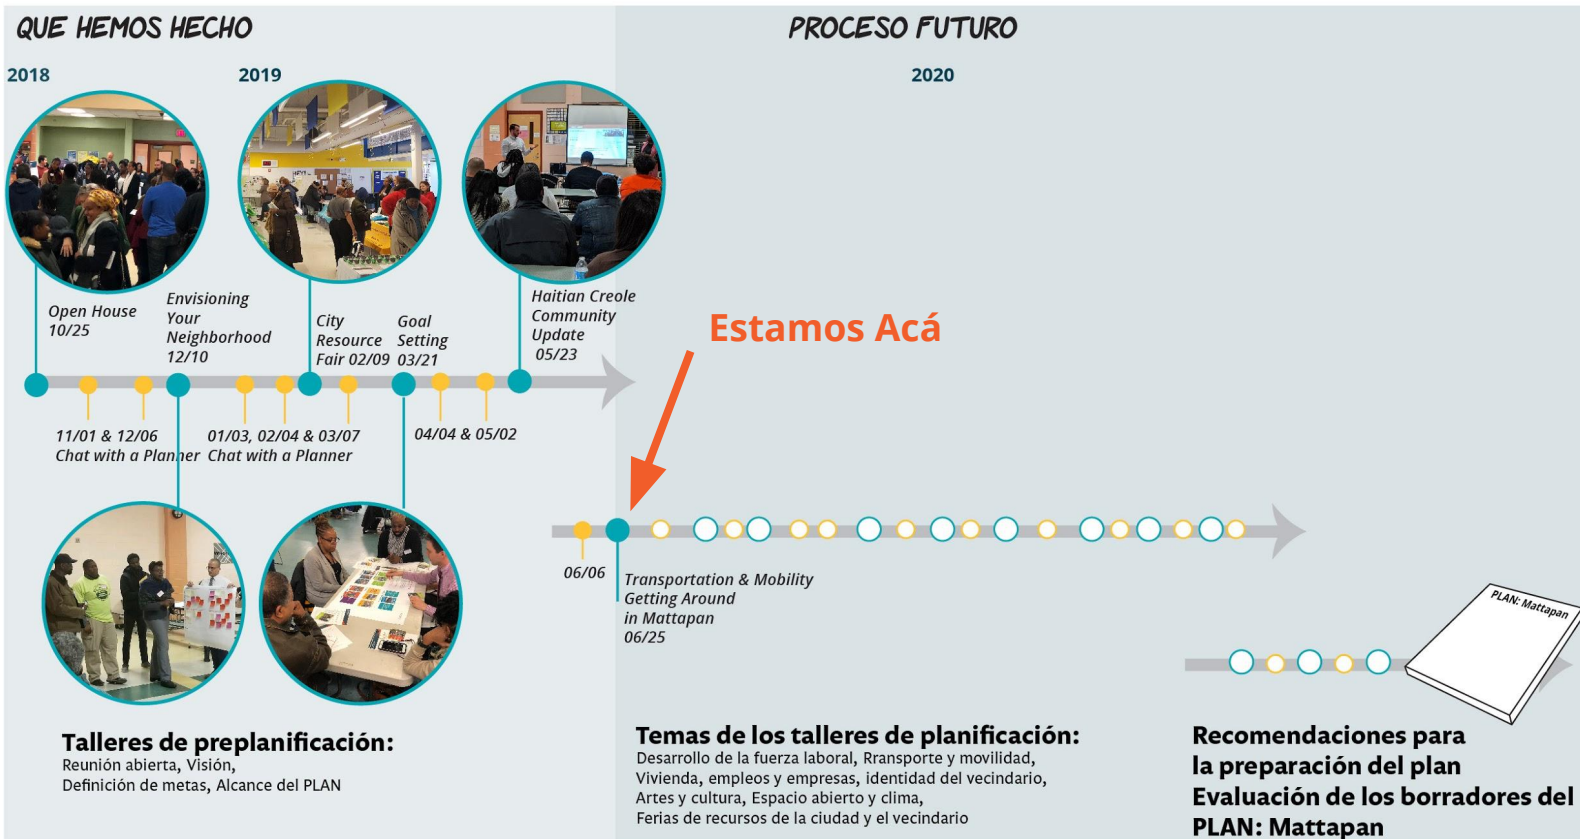 QUE HEMOS HECHO
PROCESO FUTURO
2018
2019
2020
Open House
10/25
Envisioning
Your
Neighborhood
12/10
City
Resource
Fair 02/09
Goal
Setting
03/21
Haitian Creole
Community
Update
05/23
Estamos Acá
11/01 & 12/06
Chat with a Planner
01/03, 02/04 & 03/07
Chat with a Planner
04/04 & 05/02
06/06
Transportation & Mobility
Getting Around
in Mattapan
06/25
PLAN: Mattapan
Talleres de preplanificación:
Reunión abierta, Visión,
Definición de metas, Alcance del PLAN
Temas de los talleres de planificación:
Desarrollo de la fuerza laboral, Rransporte y movilidad,
Vivienda, empleos y empresas, identidad del vecindario,
Artes y cultura, Espacio abierto y clima,
Ferias de recursos de la ciudad y el vecindario
Recomendaciones para
la preparación del plan
Evaluación de los borradores del
PLAN: Mattapan